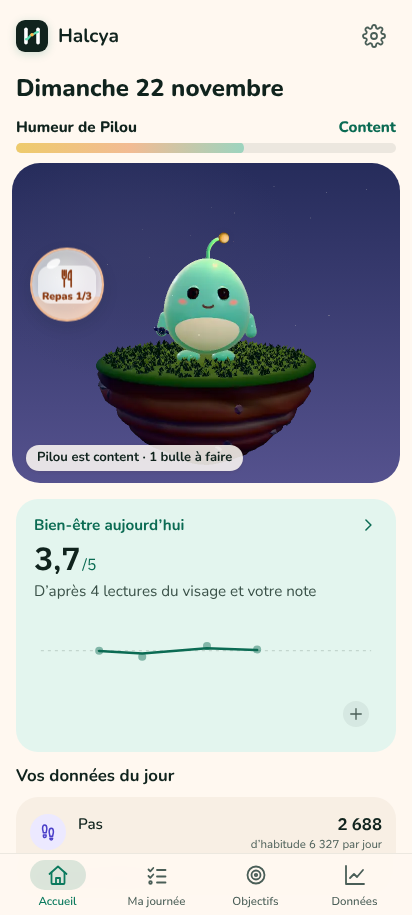 Halcya
Dimanche 22 novembre
Humeur de Pilou
Content
Repas 1/3
Pilou est content · 1 bulle à faire
Bien-être aujourd’hui
3,7/5
D’après 4 lectures du visage et votre note
Vos données du jour
Pas
2 688
d’habitude 6 327 par jour
Accueil
Ma journée
Objectifs
Données